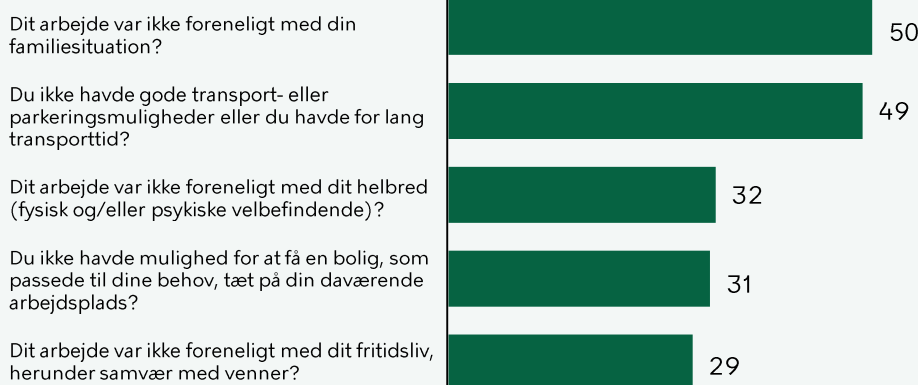 Dit arbejde var ikke foreneligt med din
familiesituation?
50
Du ikke havde gode transport- eller
parkeringsmuligheder eller du havde for lang
transporttid?
49
Dit arbejde var ikke foreneligt med dit helbred
(fysisk og/eller psykiske velbefindende)?
32
Du ikke havde mulighed for at få en bolig, som
passede til dine behov, tæt på din daværende
arbejdsplads?
31
Dit arbejde var ikke foreneligt med dit fritidsliv,
herunder samvær med venner?
29